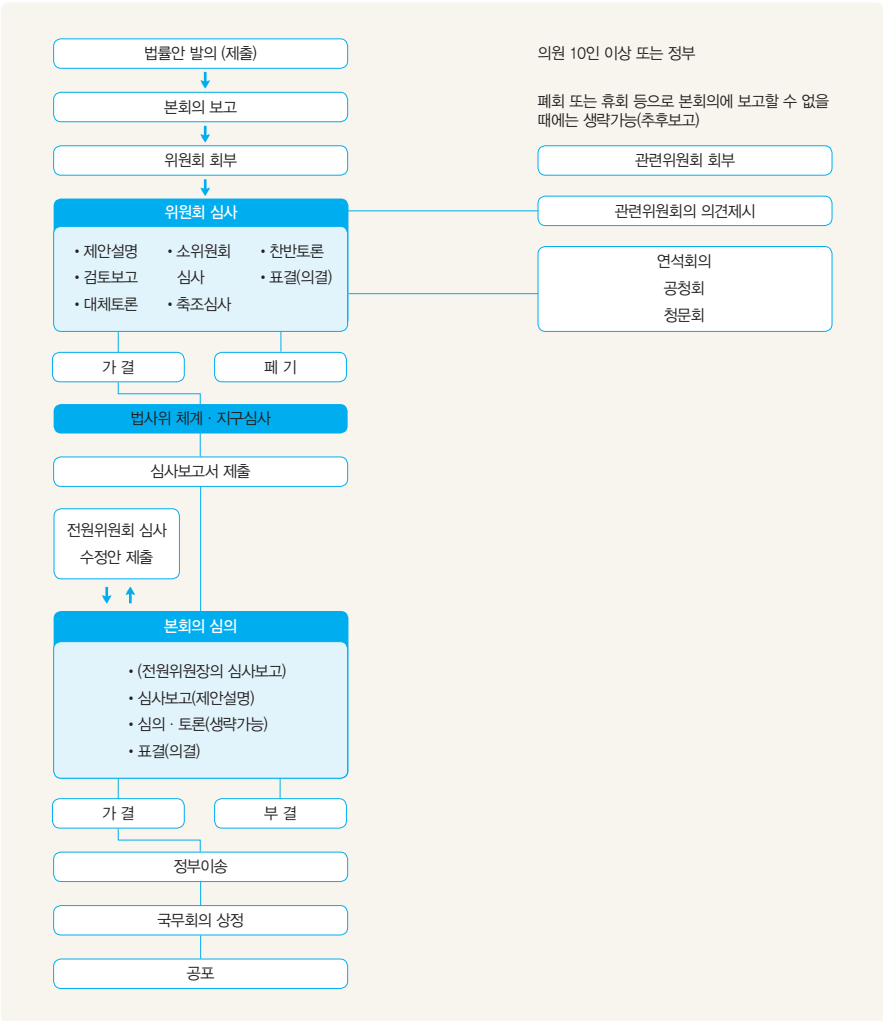 법률안 발의 (제출)
의원 10인 이상 또는 정부
본회의 보고
폐회 또는 휴회 등으로 본회의에 보고할 수 없을
때에는 생략가능(추후보고)
위원회 회부
관련위원회 회부
위원회 심사
관련위원회의 의견제시
• 제안설명
• 검토보고
• 대체토론
• 소위원회
심사
• 축조심사
• 찬반토론
• 표결(의결)
연석회의
공청회
청문회
가 결
폐 기
법사위 체계 · 지구심사
심사보고서 제출
전원위원회 심사
수정안 제출
본회의 심의
• (전원위원장의 심사보고)
• 심사보고(제안설명)
• 심의 · 토론(생략가능)
• 표결(의결)
가 결
부 결
정부이송
국무회의 상정
공포